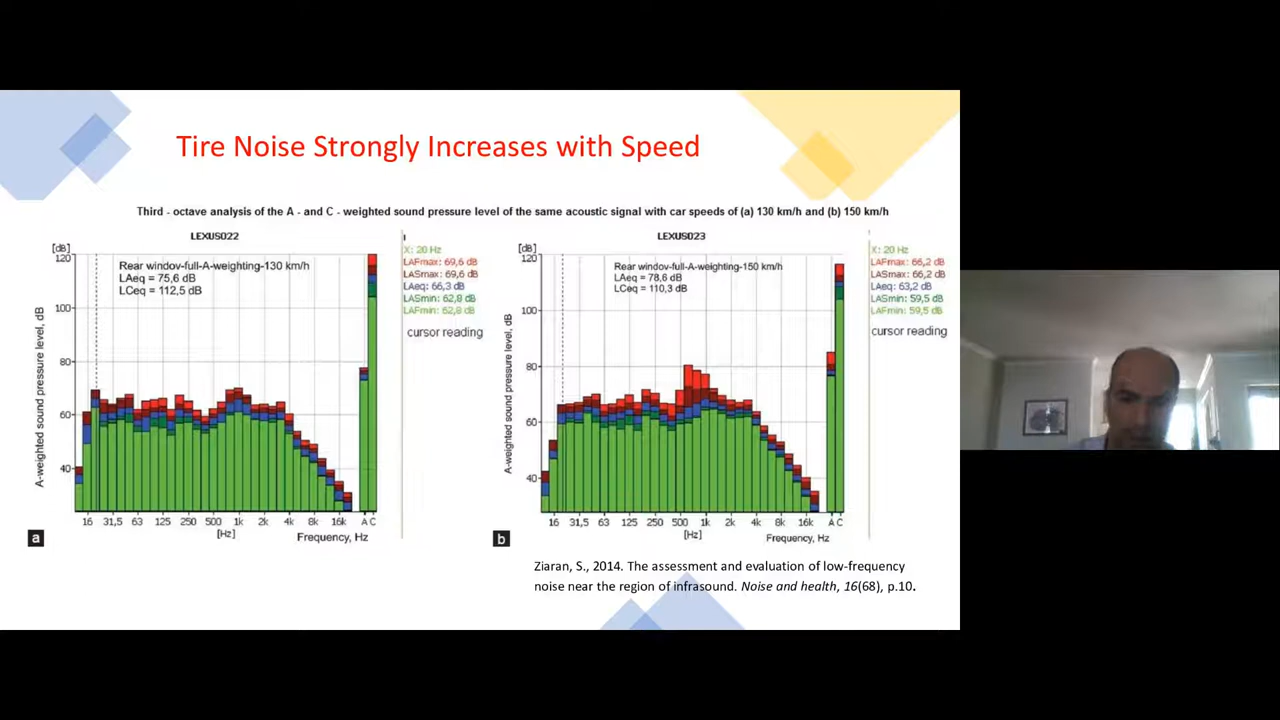 Tire Noise Strongly Increases with Speed
Third - octave analysis of the A - and C - weighted sound pressure level of the same acoustic signal with car speeds of (a) 130 km/h and (b) 150 km/h
LEXUS022
[dB]
120
100
80
60
40
A-weighted sound pressure level, dB
Rear windov-full-A-weighting-130 km/h
LAeq = 75,6 dB
LCeq = 112,5 dB
16 31,5 63 125 250 500 1k 2k 4k 8k 16k A C
[Hz]
Frequency, Hz
a
X: 20 Hz
LAFmax: 69,6 dB
LASmax: 69,6 dB
LAeq: 66,3 dB
LASmin: 62,8 dB
LAFmin: 62,8 dB
cursor reading
LEXUS023
[dB]
120
100
80
60
40
A-weighted sound pressure level, dB
Rear windov-full-A-weighting-150 km/h
LAeq = 78,6 dB
LCeq = 110,3 dB
16 31,5 63 125 250 500 1k 2k 4k 8k 16k A C
[Hz]
Frequency, Hz
b
X: 20 Hz
LAFmax: 66,2 dB
LASmax: 66,2 dB
LAeq: 63,2 dB
LASmin: 59,5 dB
LAFmin: 59,5 dB
cursor reading
Ziaran, S., 2014. The assessment and evaluation of low-frequency
noise near the region of infrasound. Noise and health, 16(68), p.10.